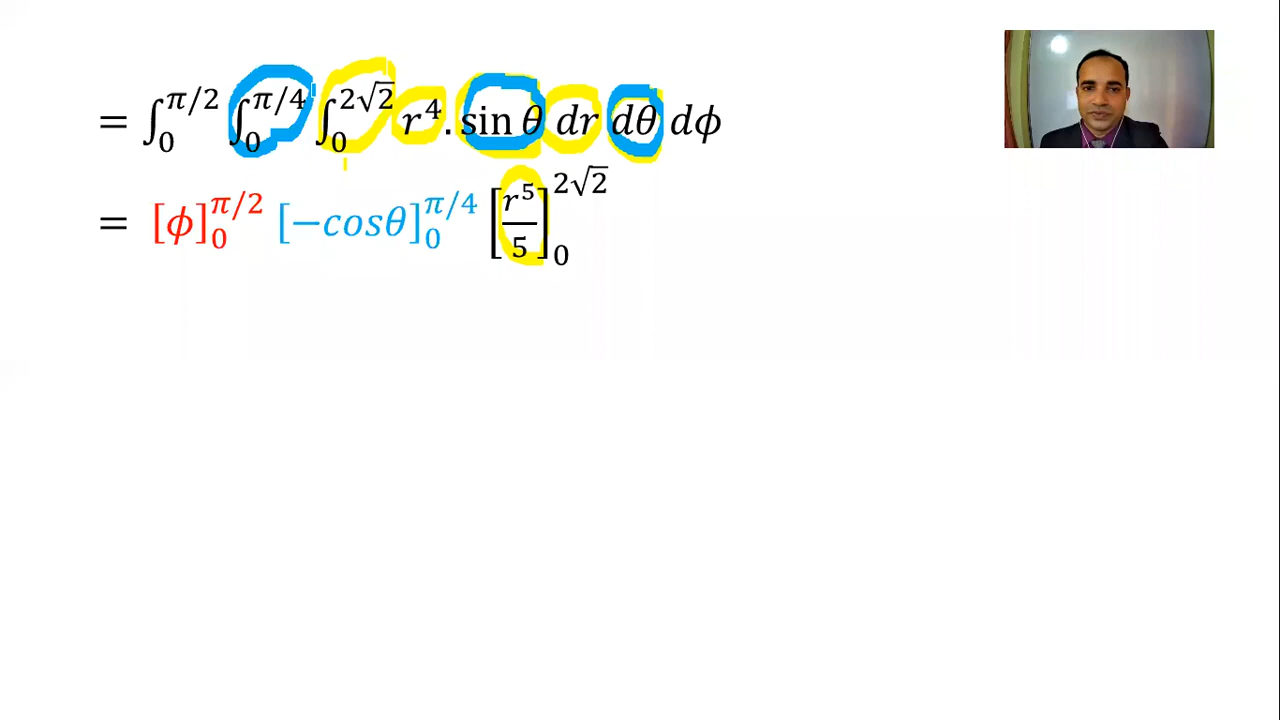 = ∫₀^{π/2} ∫₀^{π/4} ∫₀^{2√2} r⁴. sin θ dr dθ dϕ
= [ϕ]₀^{π/2} [−cosθ]₀^{π/4} [r⁵/5]₀^{2√2}